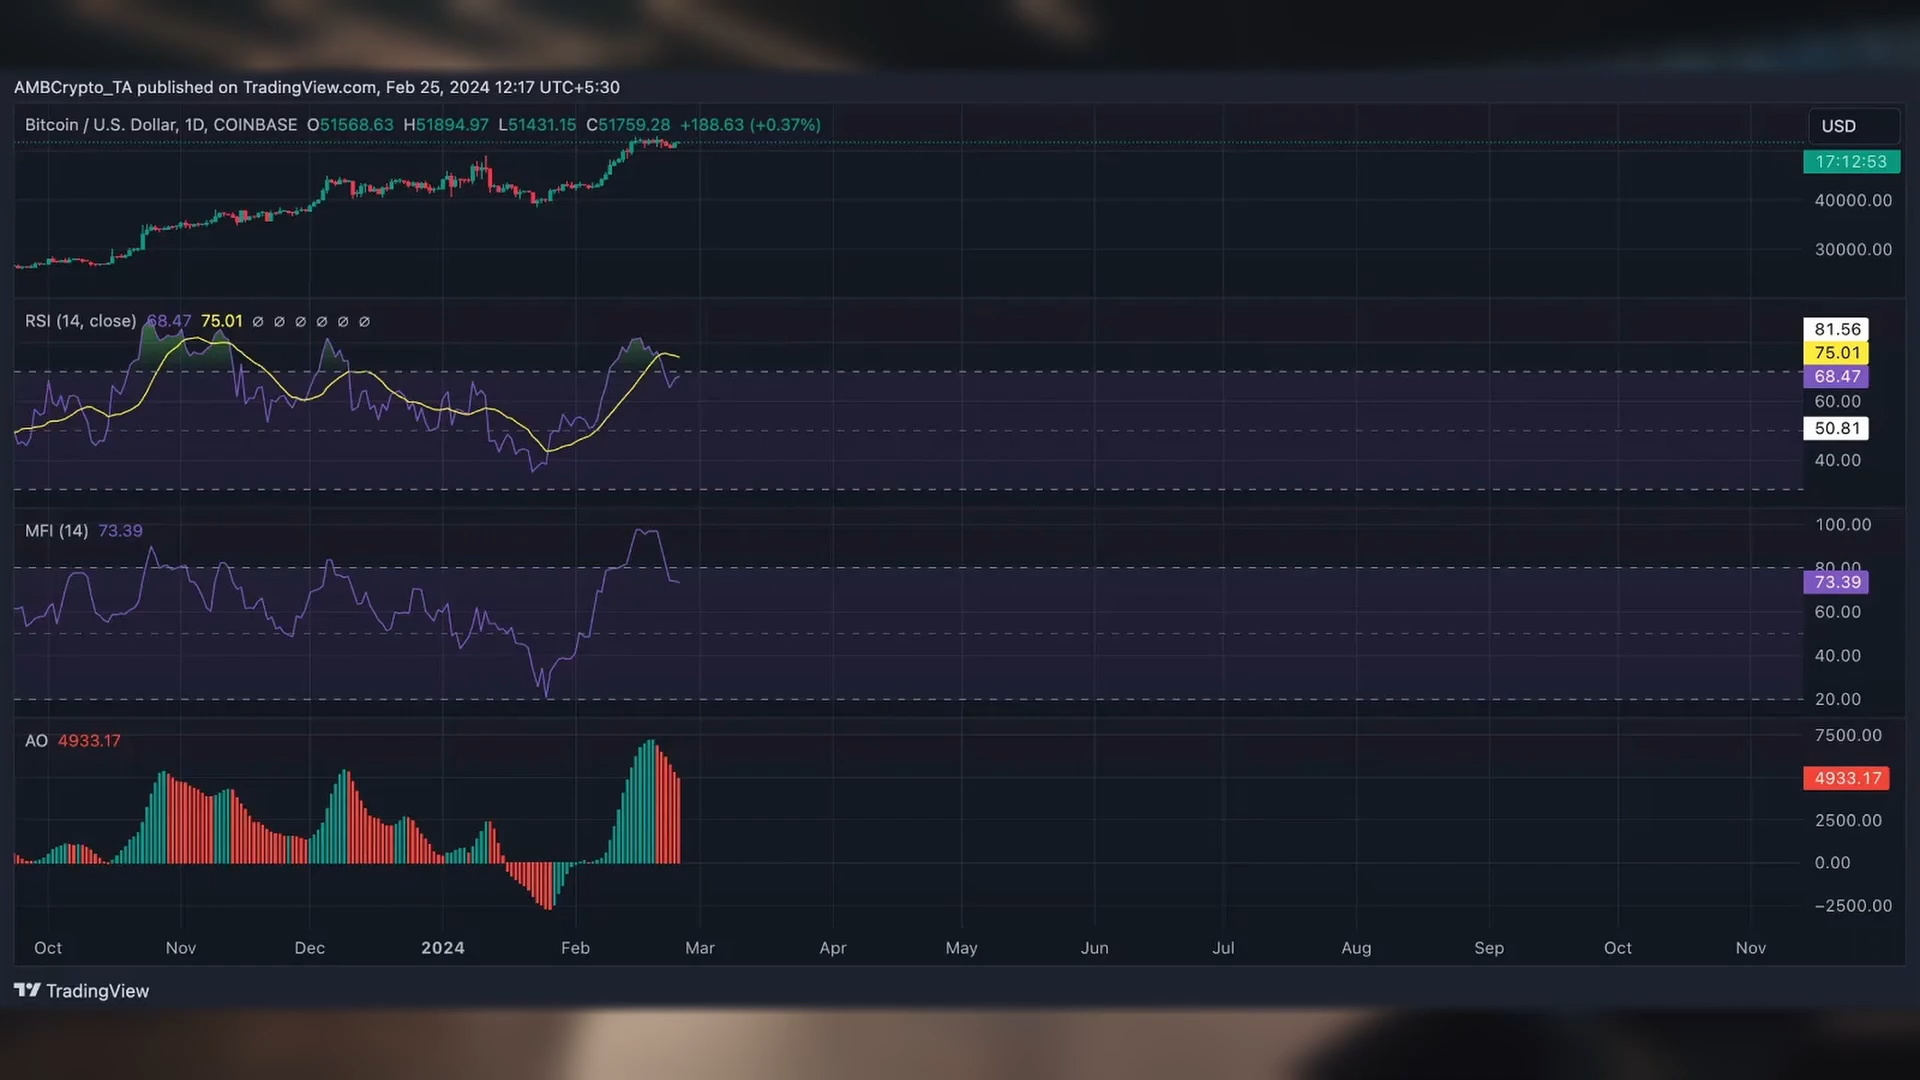 AMBCrypto_TA published on TradingView.com, Feb 25, 2024 12:17 UTC+5:30
Bitcoin / U.S. Dollar, 1D, COINBASE O51568.63 H51894.97 L51431.15 C51759.28 +188.63 (+0.37%)
USD
17:12:53
40000.00
30000.00
RSI (14, close) 68.47 75.01 ∅ ∅ ∅ ∅ ∅ ∅
81.56
75.01
68.47
60.00
50.81
40.00
MFI (14) 73.39
100.00
80.00
73.39
60.00
40.00
20.00
AO 4933.17
7500.00
4933.17
2500.00
0.00
−2500.00
Oct Nov Dec 2024 Feb Mar Apr May Jun Jul Aug Sep Oct Nov
TradingView